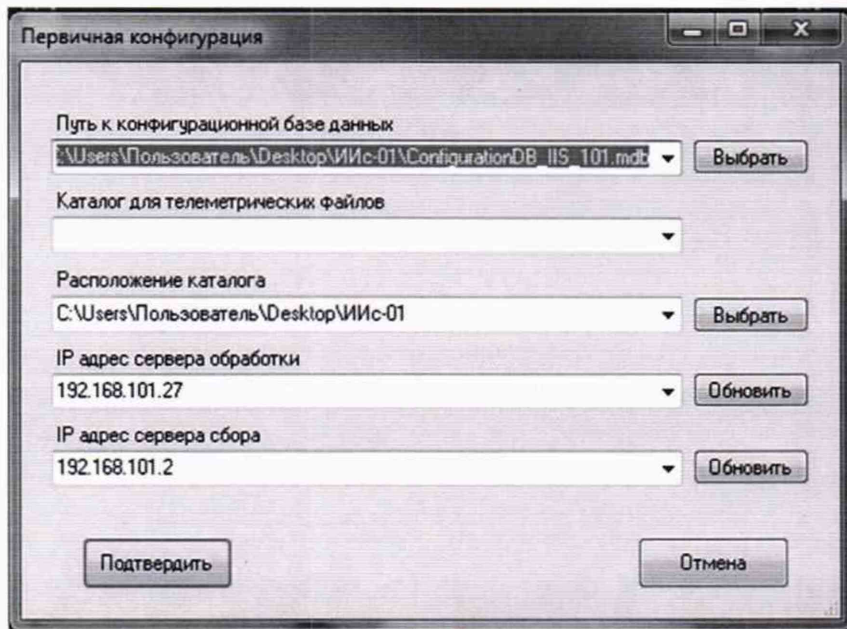 Первичная конфигурация
Путь к конфигурационной базе данных
:\Users\Пользователь\Desktop\ИИс-01\ConfigurationDB_IIS_101.mdb
Выбрать
Каталог для телеметрических файлов
Расположение каталога
C:\Users\Пользователь\Desktop\ИИс-01
Выбрать
IP адрес сервера обработки
192.168.101.27
Обновить
IP адрес сервера сбора
192.168.101.2
Обновить
Подтвердить
Отмена